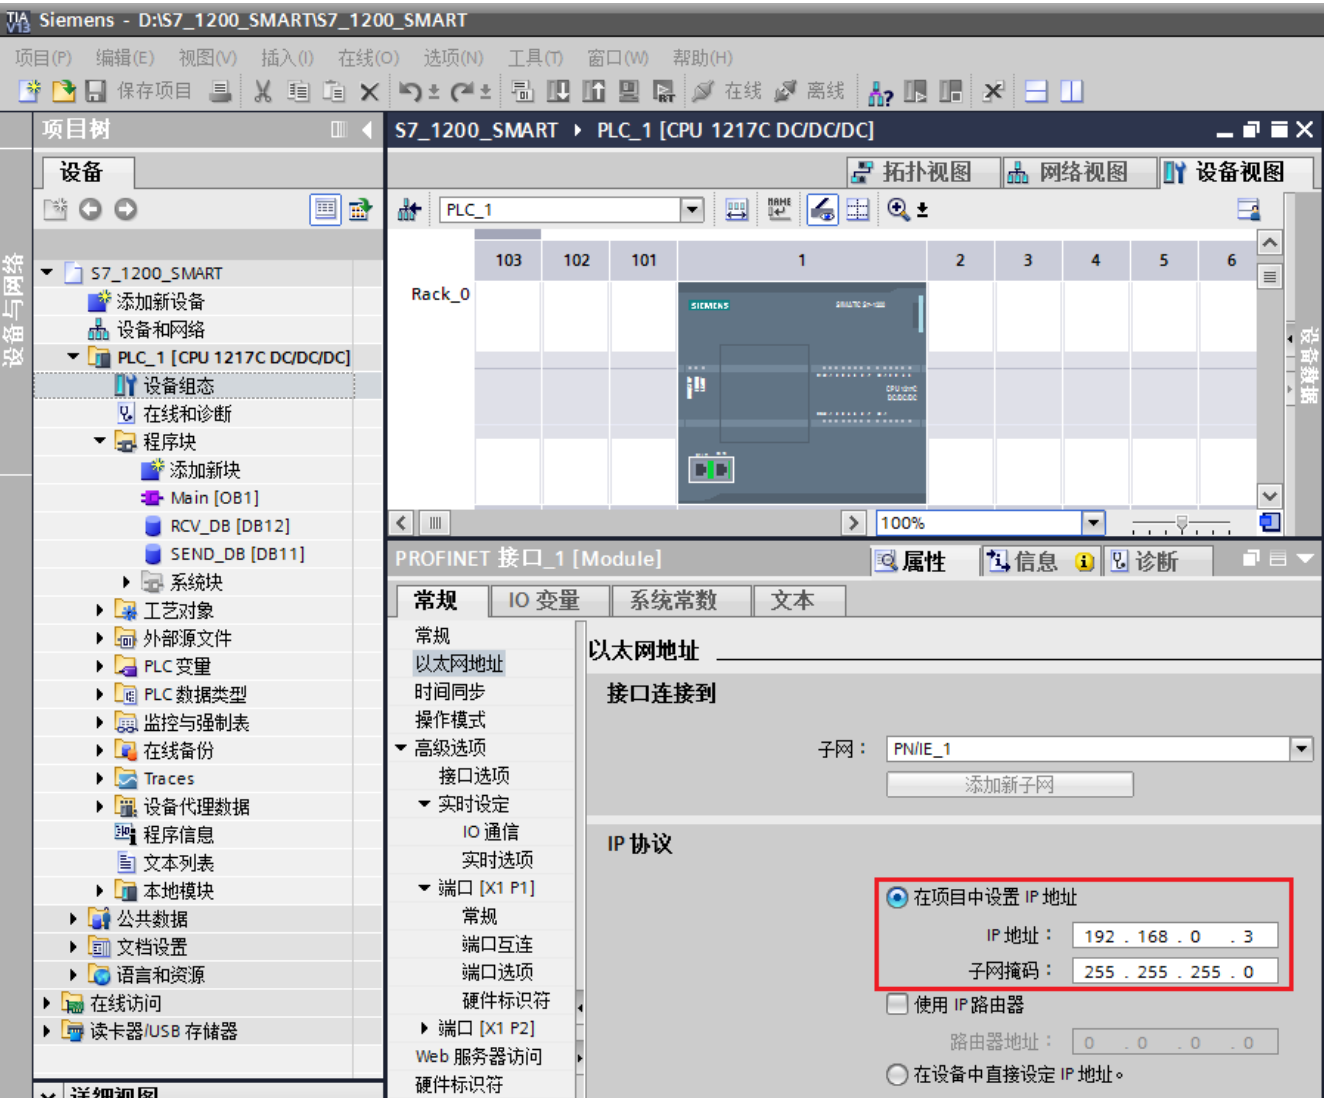 Siemens - D:\S7_1200_SMART\S7_1200_SMART
项目(P) 编辑(E) 视图(V) 插入(I) 在线(O) 选项(N) 工具(T) 窗口(W) 帮助(H)
保存项目 在线 离线
项目树
S7_1200_SMART PLC_1 [CPU 1217C DC/DC/DC]
设备
拓扑视图 网络视图 设备视图
PLC_1
设备与网络
设备数据
103 102 101 1 2 3 4 5 6
Rack_0
SIEMENS
SIMATIC S7-1200
CPU 1217C
DC/DC/DC
S7_1200_SMART
添加新设备
设备和网络
PLC_1 [CPU 1217C DC/DC/DC]
设备组态
在线和诊断
程序块
添加新块
Main [OB1]
RCV_DB [DB12]
SEND_DB [DB11]
系统块
工艺对象
外部源文件
PLC 变量
PLC 数据类型
监控与强制表
在线备份
Traces
设备代理数据
程序信息
文本列表
本地模块
公共数据
文档设置
语言和资源
在线访问
读卡器/USB 存储器
详细视图
100%
PROFINET 接口_1 [Module]
属性 信息 诊断
常规 IO 变量 系统常数 文本
常规
以太网地址
时间同步
操作模式
高级选项
接口选项
实时设定
IO 通信
实时选项
端口 [X1 P1]
常规
端口互连
端口选项
硬件标识符
端口 [X1 P2]
Web 服务器访问
硬件标识符
以太网地址
接口连接到
子网： PN/IE_1
添加新子网
IP 协议
在项目中设置 IP 地址
IP 地址： 192 . 168 . 0 . 3
子网掩码： 255 . 255 . 255 . 0
使用 IP 路由器
路由器地址： 0 . 0 . 0 . 0
在设备中直接设定 IP 地址。